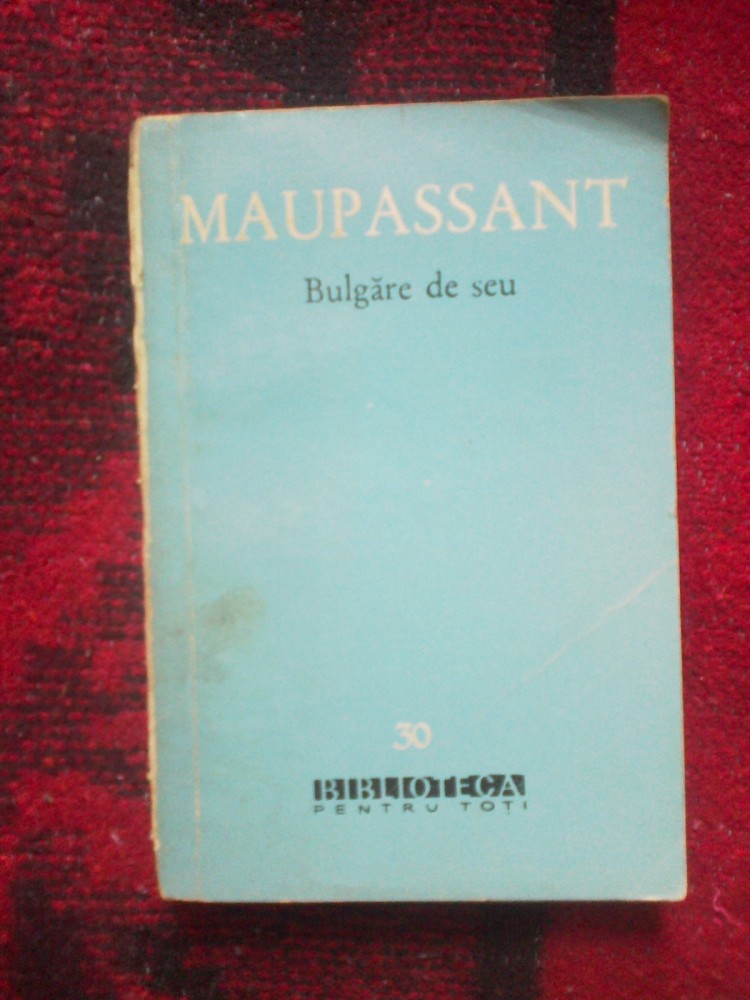 MAUPASSANT
Bulgăre de seu
30
BIBLIOTECA
PENTRU TOȚI